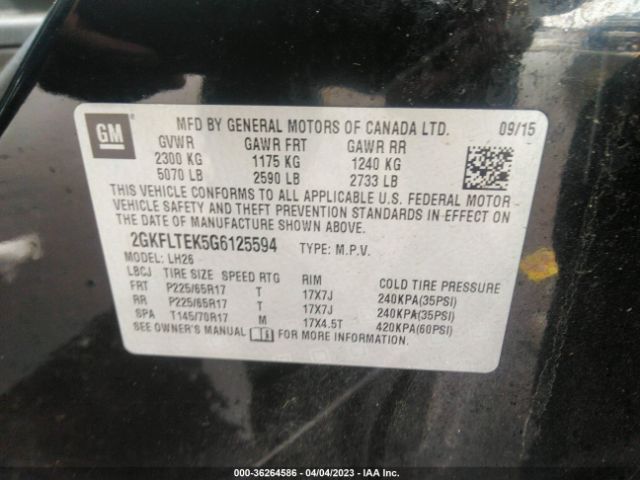 GM
MFD BY GENERAL MOTORS OF CANADA LTD. 09/15
GVWR GAWR FRT GAWR RR
2300 KG 1175 KG 1240 KG
5070 LB 2590 LB 2733 LB
THIS VEHICLE CONFORMS TO ALL APPLICABLE U.S. FEDERAL MOTOR
VEHICLE SAFETY AND THEFT PREVENTION STANDARDS IN EFFECT ON
THE DATE OF MANUFACTURE SHOWN ABOVE.
2GKFLTEK5G6125594 TYPE: M.P.V.
MODEL: LH26
LBCJ TIRE SIZE SPEED RTG RIM COLD TIRE PRESSURE
FRT P225/65R17 T 17X7J 240KPA(35PSI)
RR P225/65R17 T 17X7J 240KPA(35PSI)
SPA T145/70R17 M 17X4.5T 420KPA(60PSI)
SEE OWNER'S MANUAL FOR MORE INFORMATION.
000-36264586 - 04/04/2023 - IAA Inc.